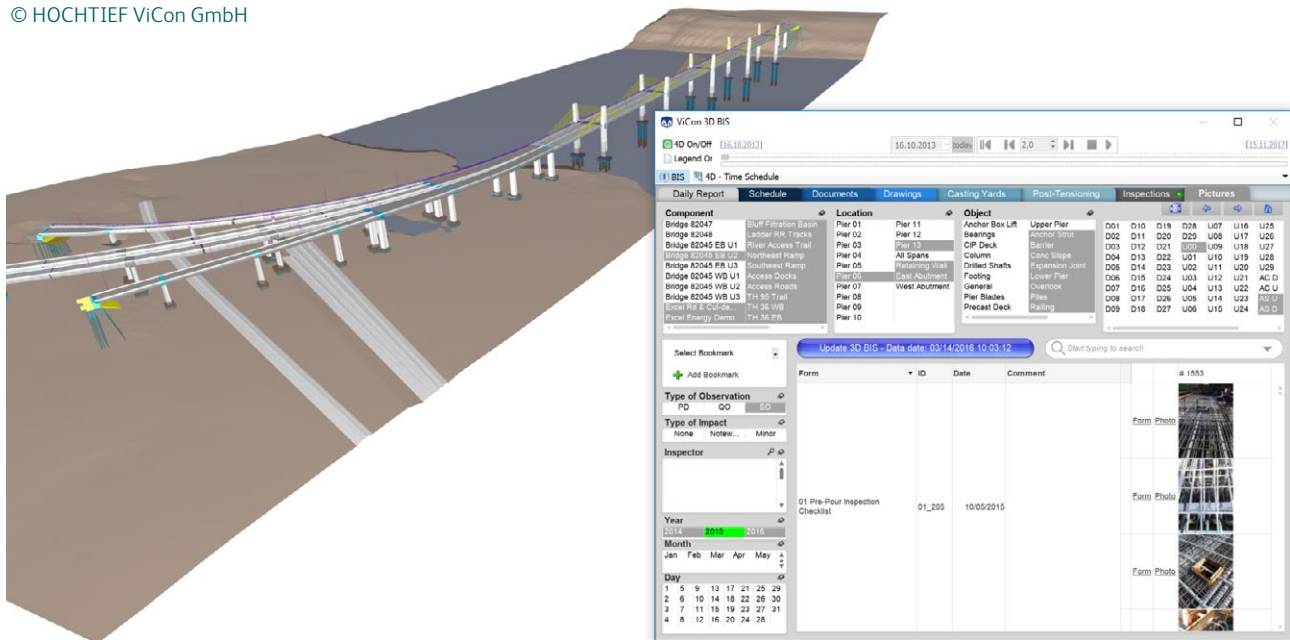 © HOCHTIEF ViCon GmbH
ViCon 3D BIS
4D On/Off [16.10.2013] 16.10.2013 today 2.0 [15.11.2017]
Legend Or
BIS 4D - Time Schedule
Daily Report Schedule Documents Drawings Casting Yards Post-Tensioning Inspections Pictures
Component Location Object
Bridge 82047 Bluff Filtration Basin Pier 01 Pier 11 Anchor Box Lift Upper Pier D01 D10 D19 D28 U07 U16 U25
Bridge 82048 Ladder RR Tracks Pier 02 Pier 12 Bearings Anchor Strut D02 D11 D20 D29 U08 U17 U26
Bridge 82045 EB U1 River Access Trail Pier 03 Pier 13 CIP Deck Barrier D03 D12 D21 U00 U09 U18 U27
Bridge 82045 EB U2 Northeast Ramp Pier 04 All Spans Column Conc Slope D04 D13 D22 U01 U10 U19 U28
Bridge 82045 EB U3 Southeast Ramp Pier 05 Retaining Wall Drilled Shafts Expansion Joint D05 D14 D23 U02 U11 U20 U29
Bridge 82045 WB U1 Access Docks Pier 06 East Abutment Footing Lower Pier D06 D15 D24 U03 U12 U21 AC D
Bridge 82045 WB U2 Access Roads Pier 07 West Abutment General Overlook D07 D16 D25 U04 U13 U22 AC U
Bridge 82045 WB U3 TH 95 Trail Pier 08 Pier Blades Piles D08 D17 D26 U05 U14 U23 AS U
Excel Rd & Cul-de... TH 36 WB Pier 09 Precast Deck Railing D09 D18 D27 U06 U15 U24 AS D
Excel Energy Demo TH 36 EB Pier 10
Select Bookmark Update 3D BIS - Data date: 03/14/2016 10:03:12 Start typing to search
Add Bookmark Form ID Date Comment # 1553
Type of Observation
PD QO SO
Type of Impact
None Notew... Minor
Form Photo
Inspector
Form Photo
01 Pre-Pour Inspection Checklist 01_205 10/05/2015
Year
2014 2015 2016
Month
Jan Feb Mar Apr May
Form Photo
Day
1 5 9 13 17 21 25 29
2 6 10 14 18 22 26 30
3 7 11 15 19 23 27 31
4 8 12 16 20 24 28